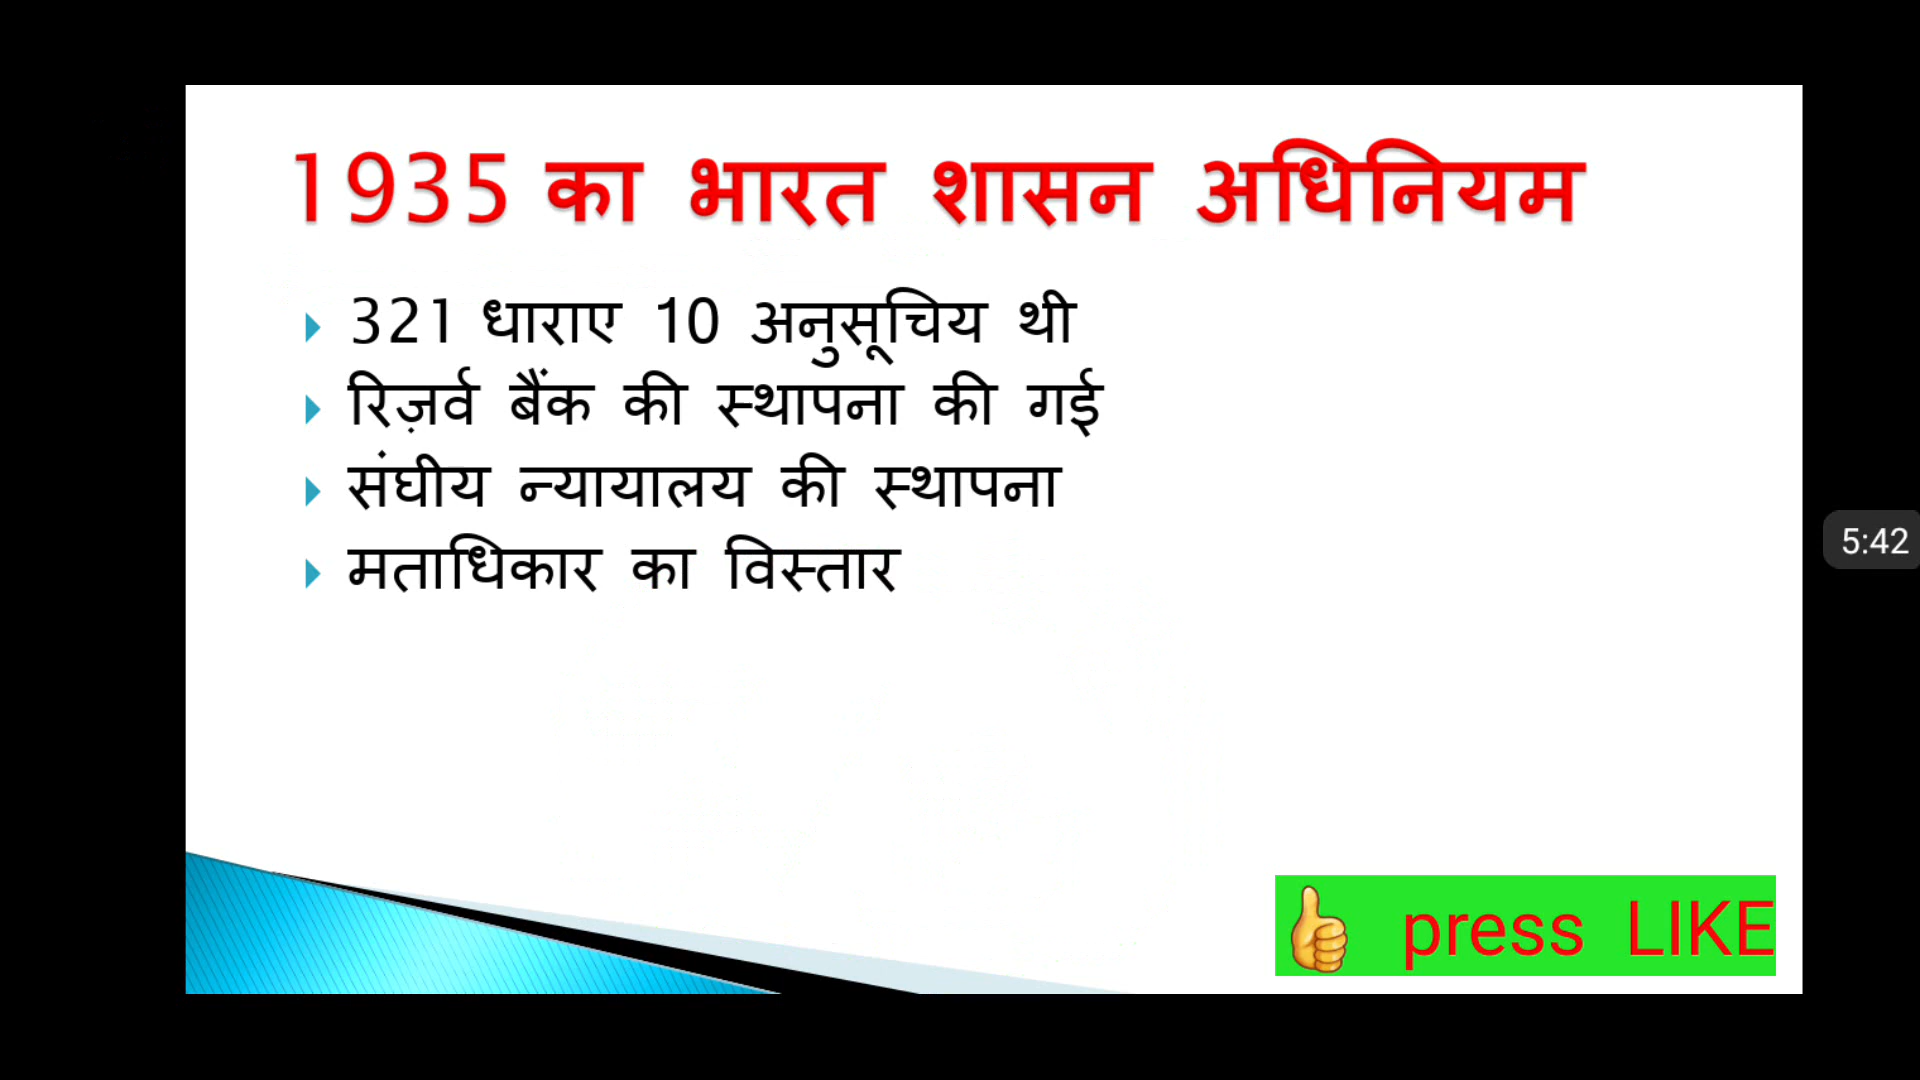 1935 का भारत शासन अधिनियम
321 धाराए 10 अनुसूचिय थी
रिज़र्व बैंक की स्थापना की गई
संघीय न्यायालय की स्थापना
मताधिकार का विस्तार
5:42
👍 press LIKE